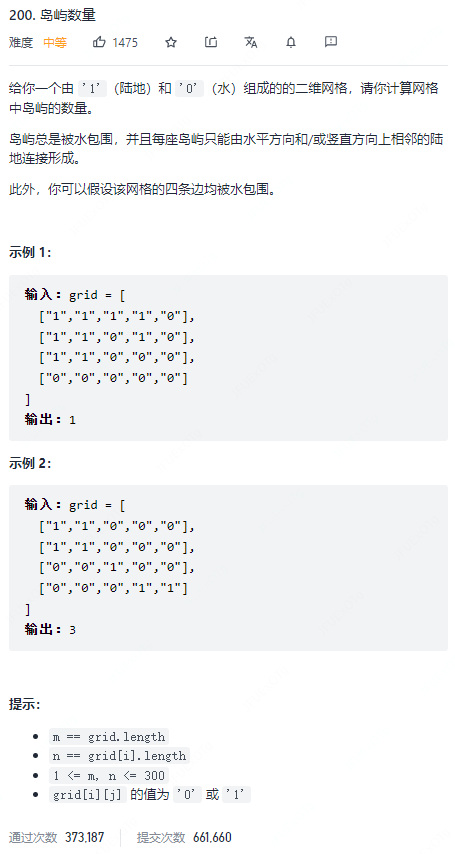 200. 岛屿数量
难度 中等 1475
给你一个由 '1'（陆地）和 '0'（水）组成的的二维网格，请你计算网格
中岛屿的数量。
岛屿总是被水包围，并且每座岛屿只能由水平方向和/或竖直方向上相邻的陆
地连接形成。
此外，你可以假设该网格的四条边均被水包围。
示例 1：
输入：grid = [
["1","1","1","1","0"],
["1","1","0","1","0"],
["1","1","0","0","0"],
["0","0","0","0","0"]
]
输出：1
示例 2：
输入：grid = [
["1","1","0","0","0"],
["1","1","0","0","0"],
["0","0","1","0","0"],
["0","0","0","1","1"]
]
输出：3
提示：
m == grid.length
n == grid[i].length
1 <= m, n <= 300
grid[i][j] 的值为 '0' 或 '1'
通过次数 373,187 提交次数 661,660